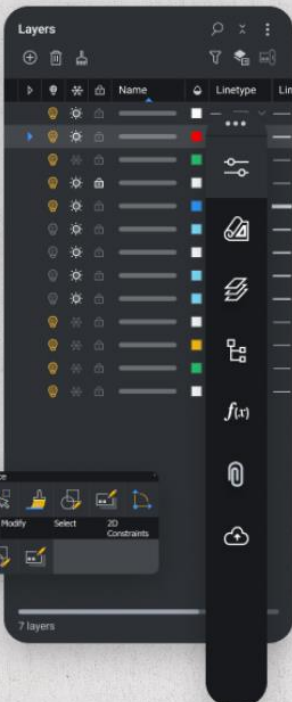 Layers
Name
Linetype
Lin
f(x)
Modify
Select
2D
Constraints
7 layers